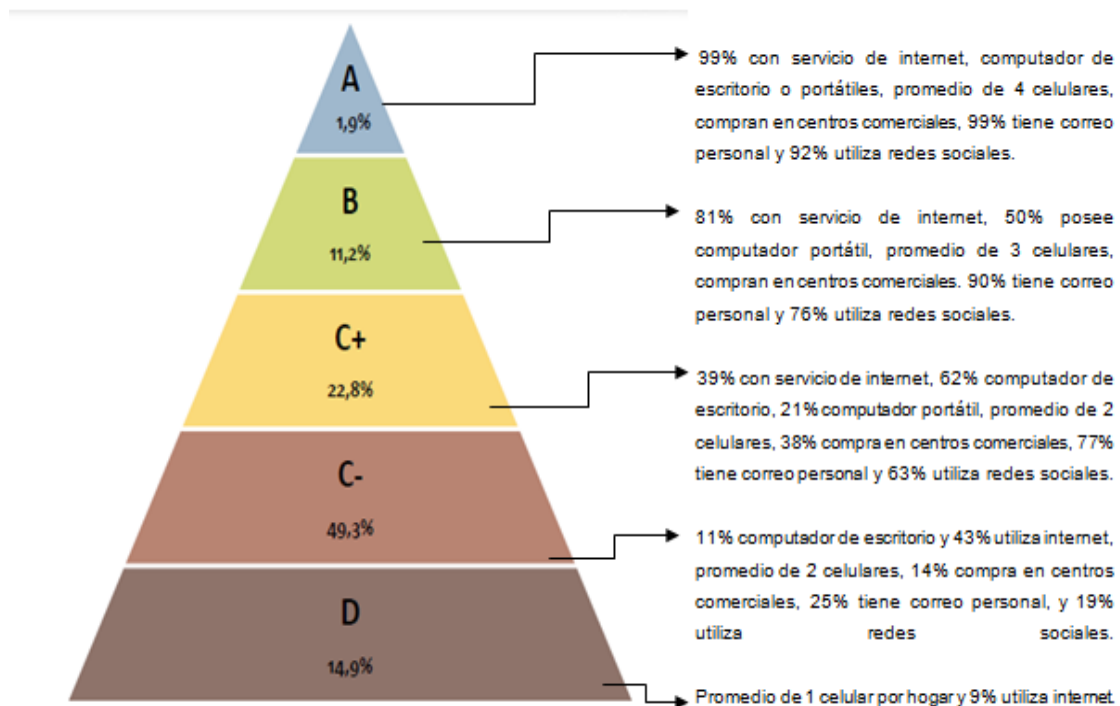 A
1,9%
99% con servicio de internet, computador de
escritorio o portátiles, promedio de 4 celulares,
compran en centros comerciales, 99% tiene correo
personal y 92% utiliza redes sociales.
B
11,2%
81% con servicio de internet, 50% posee
computador portátil, promedio de 3 celulares,
compran en centros comerciales. 90% tiene correo
personal y 76% utiliza redes sociales.
C+
22,8%
39% con servicio de internet, 62% computador de
escritorio, 21% computador portátil, promedio de 2
celulares, 38% compra en centros comerciales, 77%
tiene correo personal y 63% utiliza redes sociales.
C-
49,3%
11% computador de escritorio y 43% utiliza internet,
promedio de 2 celulares, 14% compra en centros
comerciales, 25% tiene correo personal, y 19%
utiliza redes sociales.
D
14,9%
Promedio de 1 celular por hogar y 9% utiliza internet